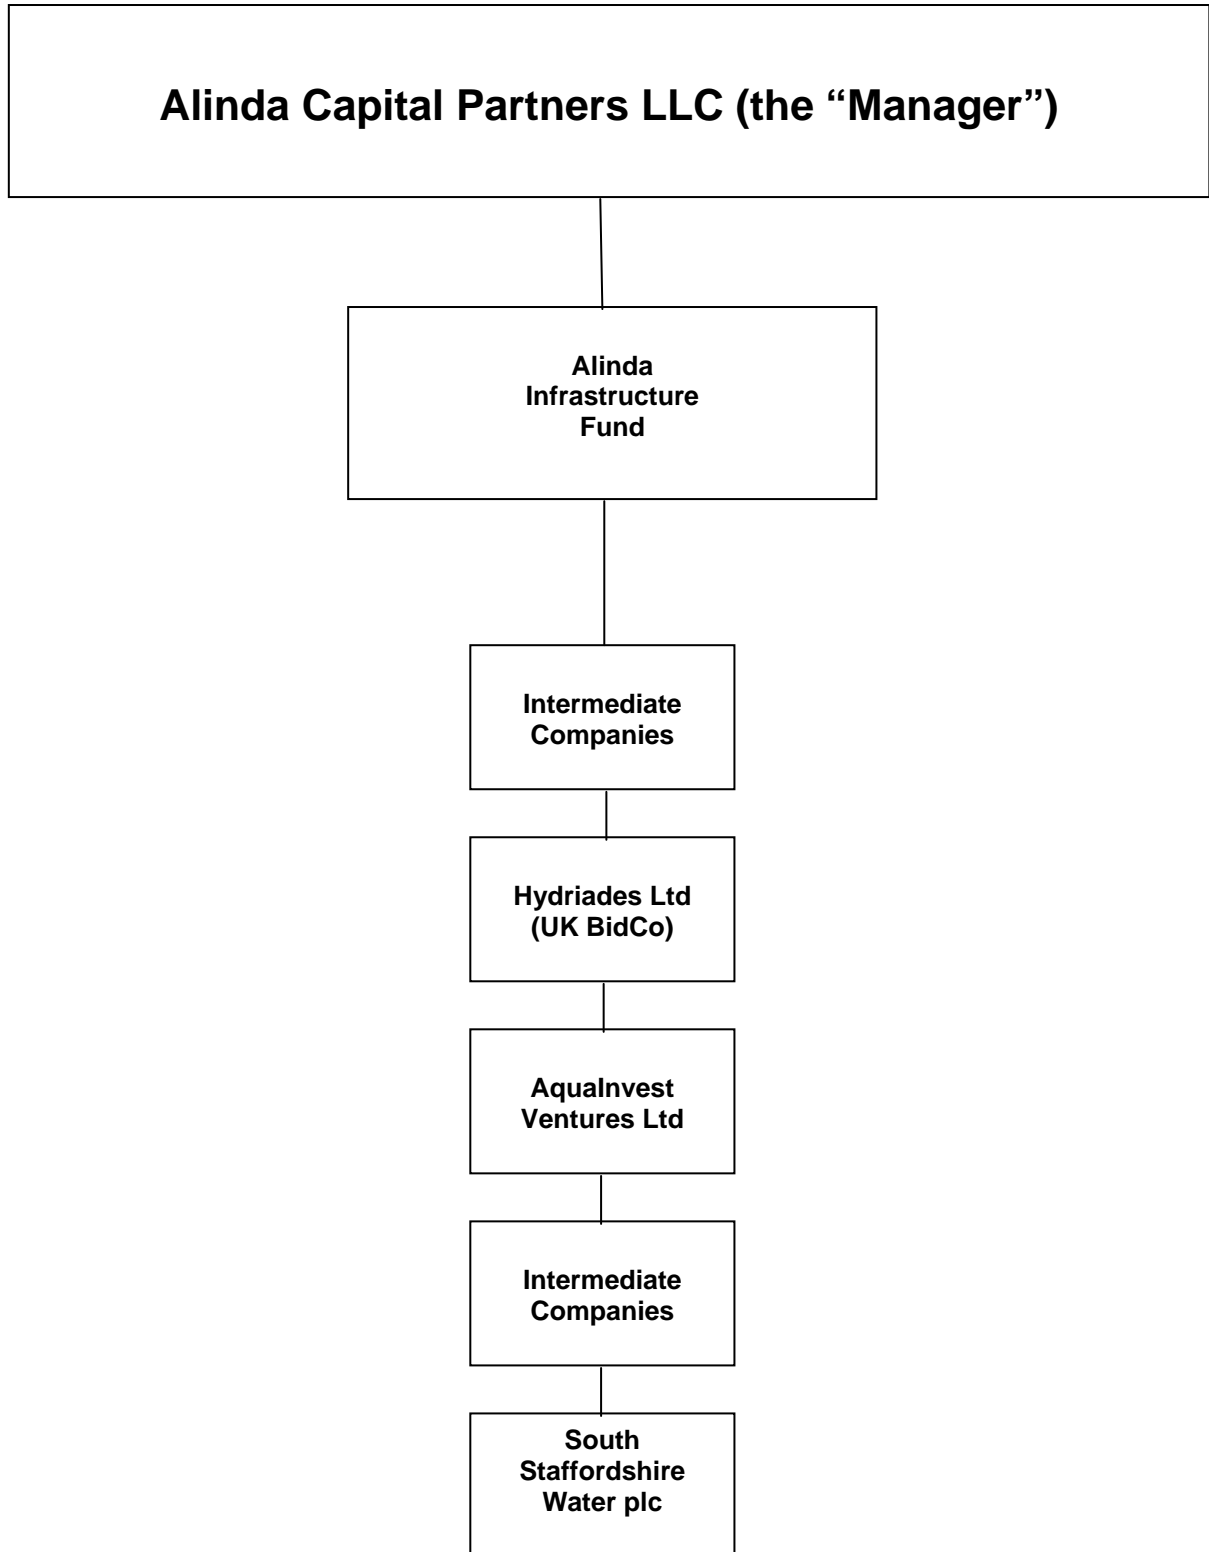 Alinda Capital Partners LLC (the “Manager”)
Alinda
Infrastructure
Fund
Intermediate
Companies
Hydriades Ltd
(UK BidCo)
AquaInvest
Ventures Ltd
Intermediate
Companies
South
Staffordshire
Water plc